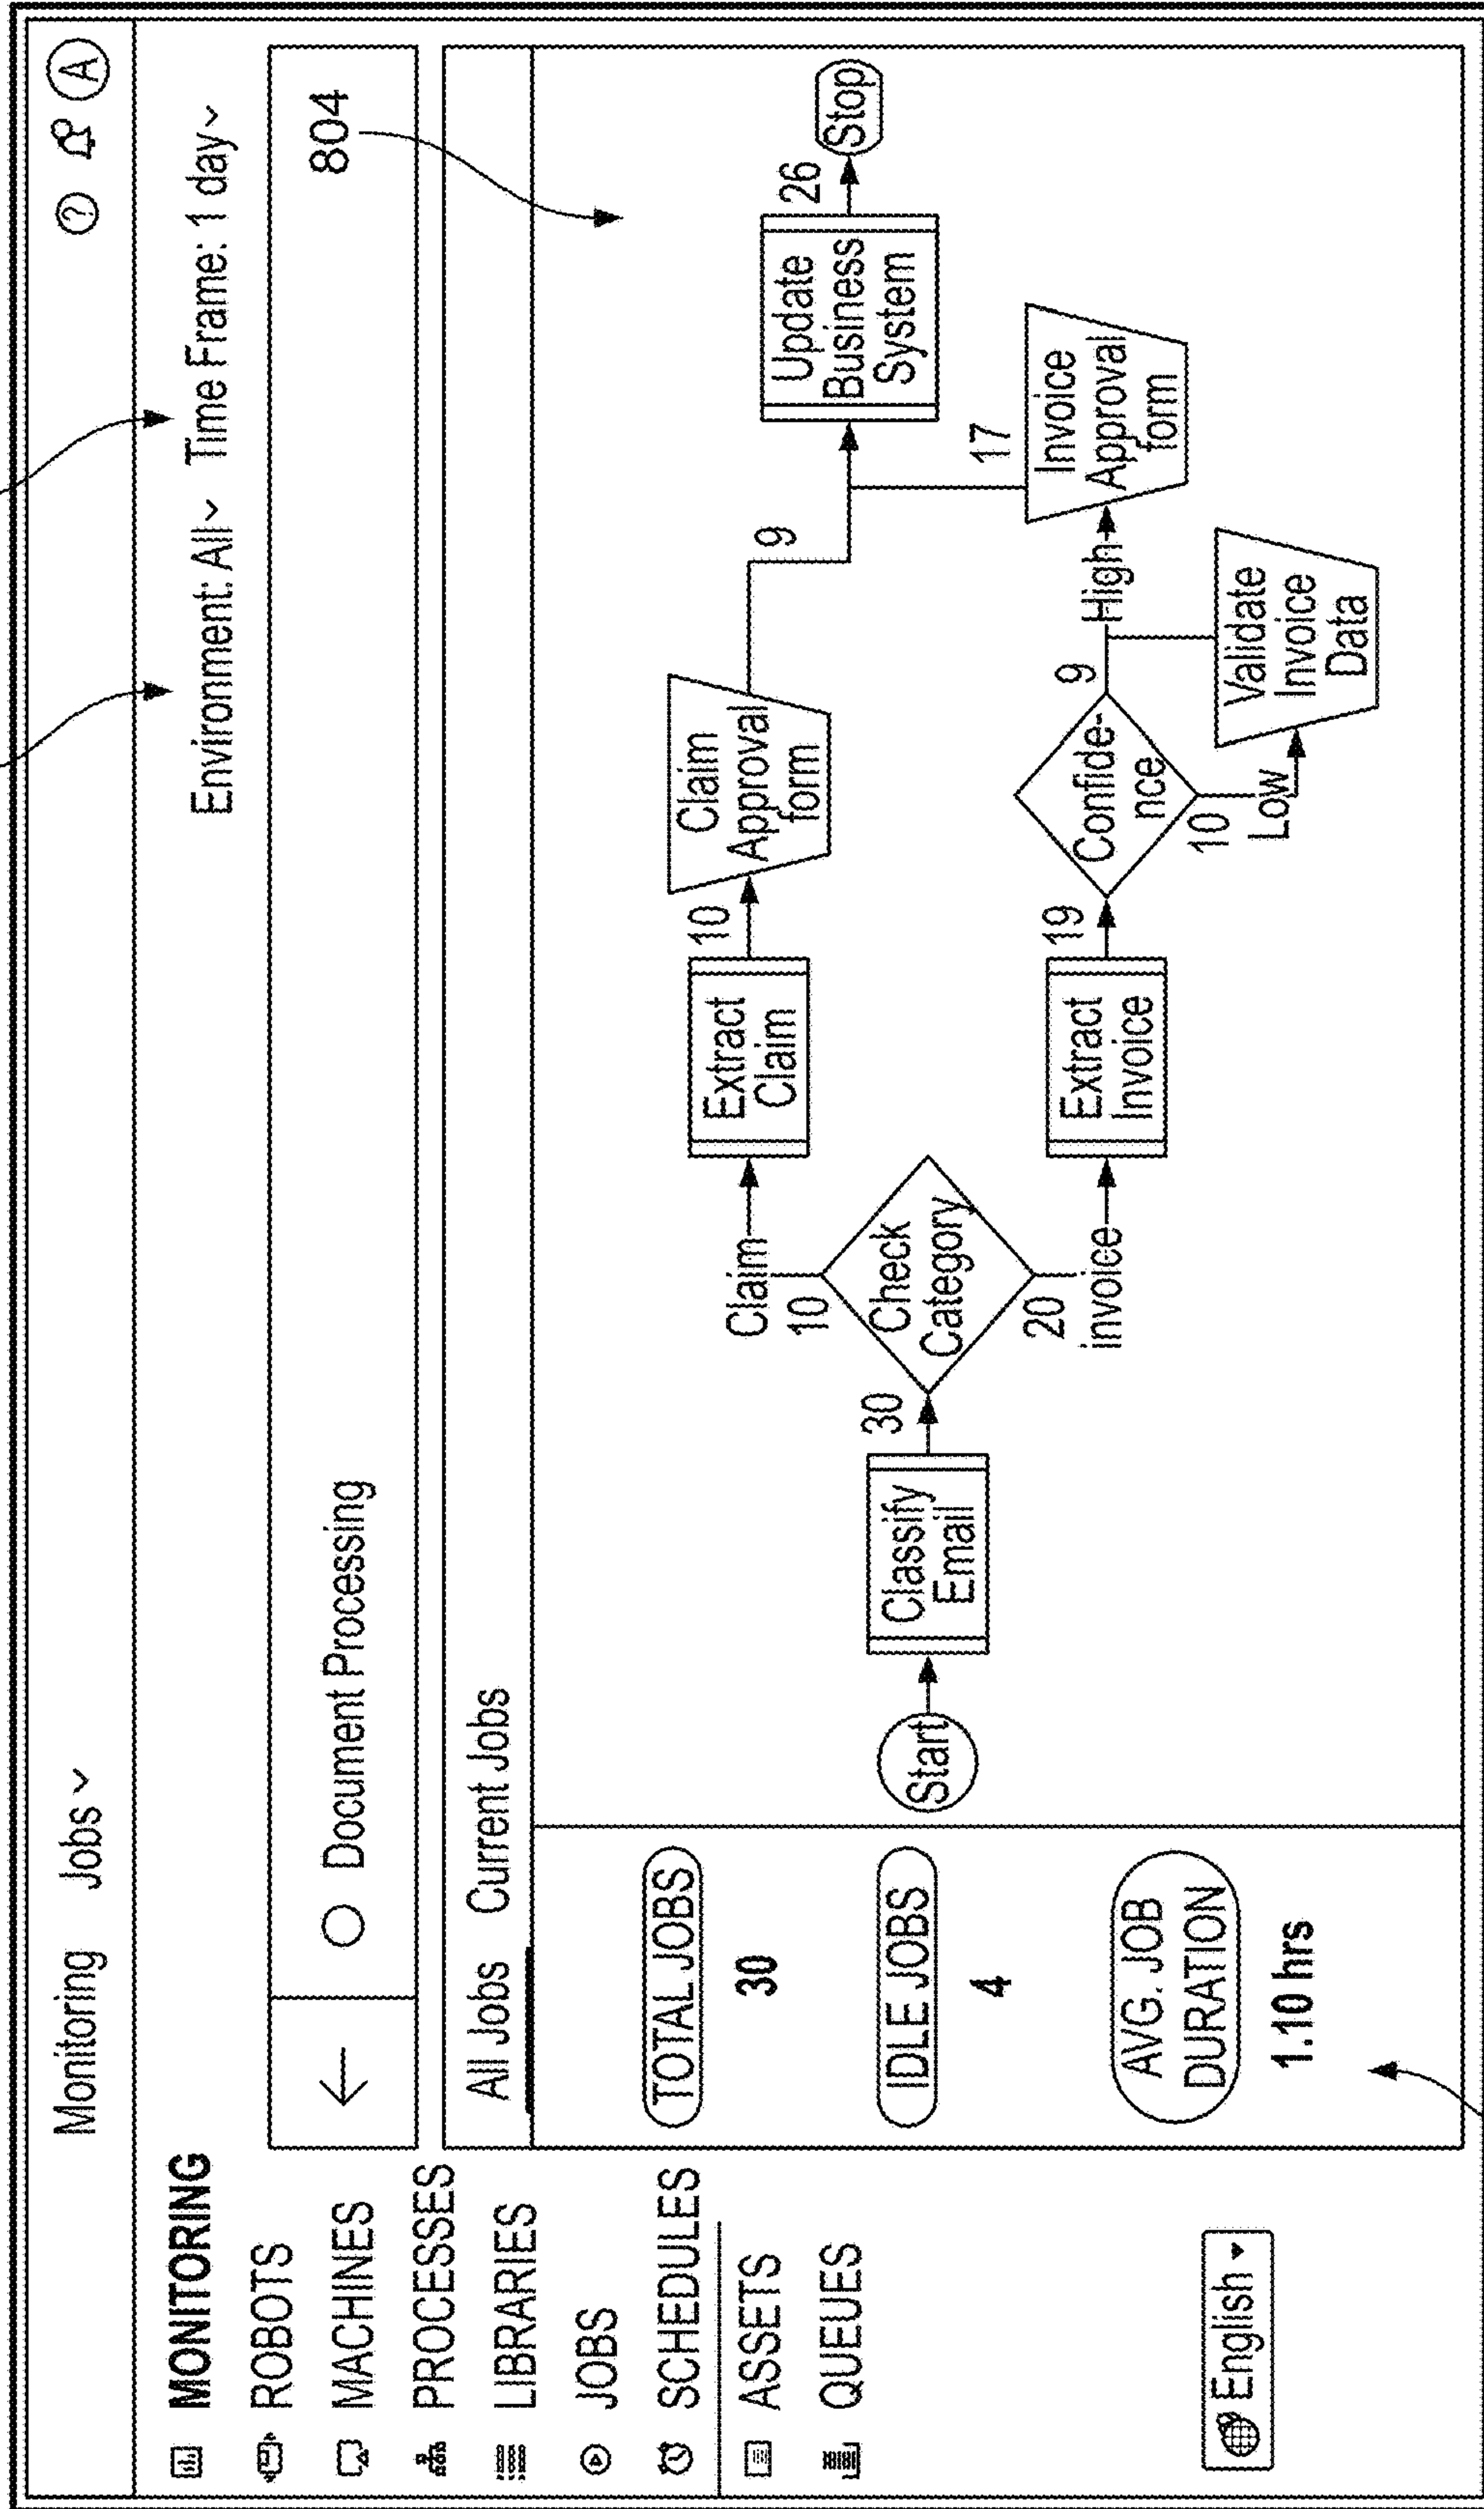 Monitoring Jobs
? A
MONITORING
ROBOTS
MACHINES
PROCESSES
LIBRARIES
JOBS
SCHEDULES
ASSETS
QUEUES
English
Environment: All Time Frame: 1 day
Document Processing
804
All Jobs Current Jobs
TOTAL JOBS
30
IDLE JOBS
4
AVG. JOB
DURATION
1.10 hrs
Start
Classify
Email
30
Check
Category
Claim
10
20
invoice
Extract
Claim
10
Claim
Approval
form
9
Extract
Invoice
19
Confide-
nce
9
High
10
Low
Validate
Invoice
Data
Invoice
Approval
form
17
Update
Business
System
26
Stop